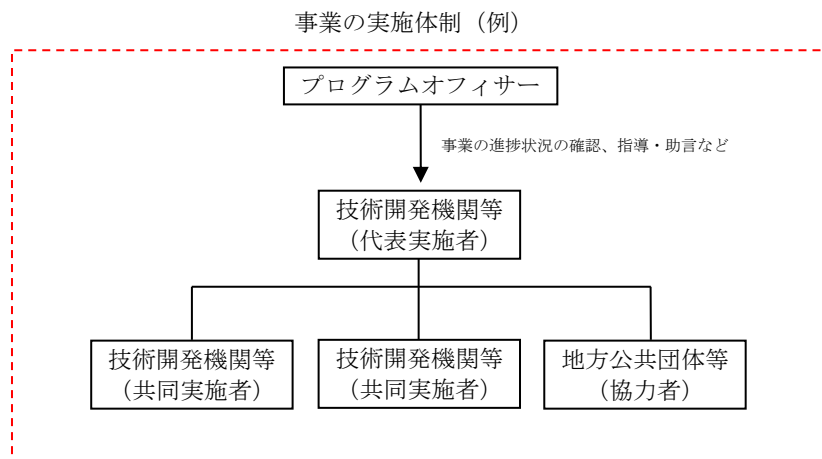 事業の実施体制（例）
プログラムオフィサー
事業の進捗状況の確認、指導・助言など
技術開発機関等
（代表実施者）
技術開発機関等
（共同実施者）
技術開発機関等
（共同実施者）
地方公共団体等
（協力者）